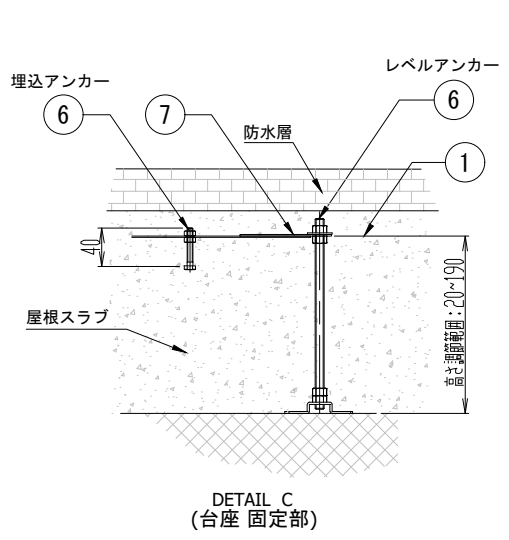 レベルアンカー
埋込アンカー
6
7
6
防水層
1
40
高さ調節範囲：20~190
屋根スラブ
DETAIL C
(台座 固定部)